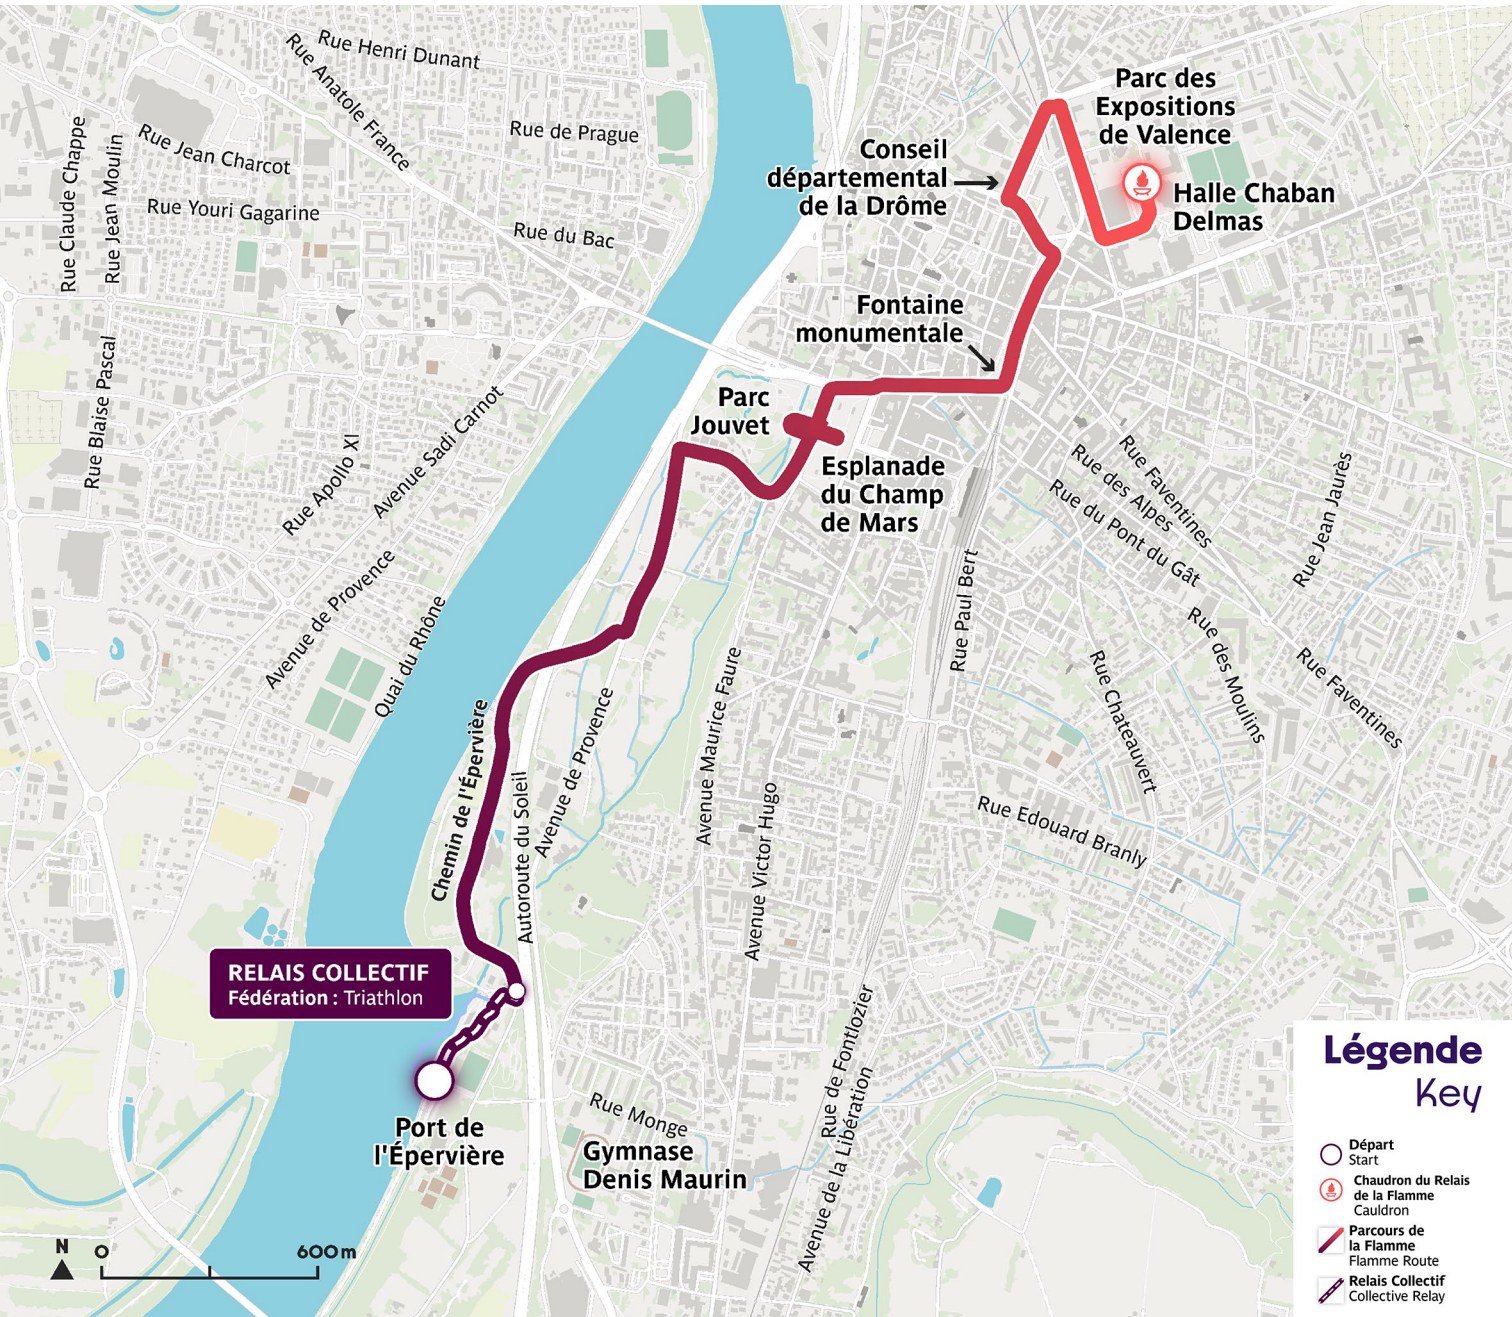 Rue Henri Dunant
Rue Anatole France
Rue de Prague
Rue Jean Charcot
Rue Claude Chappe
Rue Jean Moulin
Rue Youri Gagarine
Rue du Bac
Parc des
Expositions
de Valence
Conseil
départemental
de la Drôme
Halle Chaban
Delmas
Fontaine
monumentale
Rue Blaise Pascal
Parc
Jouvet
Avenue Sadi Carnot
Rue Apollo XI
Esplanade
du Champ
de Mars
Rue Faventines
Rue des Alpes
Rue du Pont du Gât
Rue Jean Jaurès
Avenue de Provence
Quai du Rhône
Rue Paul Bert
Rue des Moulins
Rue Faventines
Rue Chateauvert
Avenue Maurice Faure
Chemin de l'Épervière
Avenue de Provence
Autoroute du Soleil
Avenue Victor Hugo
Rue Edouard Branly
RELAIS COLLECTIF
Fédération : Triathlon
Port de
l'Épervière
Rue Monge
Gymnase
Denis Maurin
Rue de Fontlozier
Avenue de la Libération
N
0
600m
Légende
Key
Départ
Start
Chaudron du Relais
de la Flamme
Cauldron
Parcours de
la Flamme
Flamme Route
Relais Collectif
Collective Relay